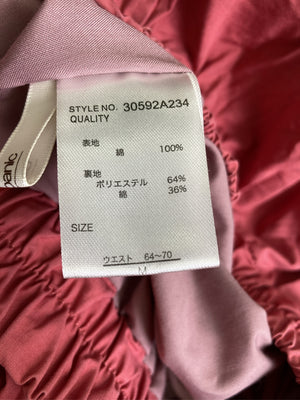 STYLE NO. 30592A234
QUALITY
表地
綿 100%
裏地
ポリエステル 64%
綿 36%
SIZE
ウエスト 64~70
M